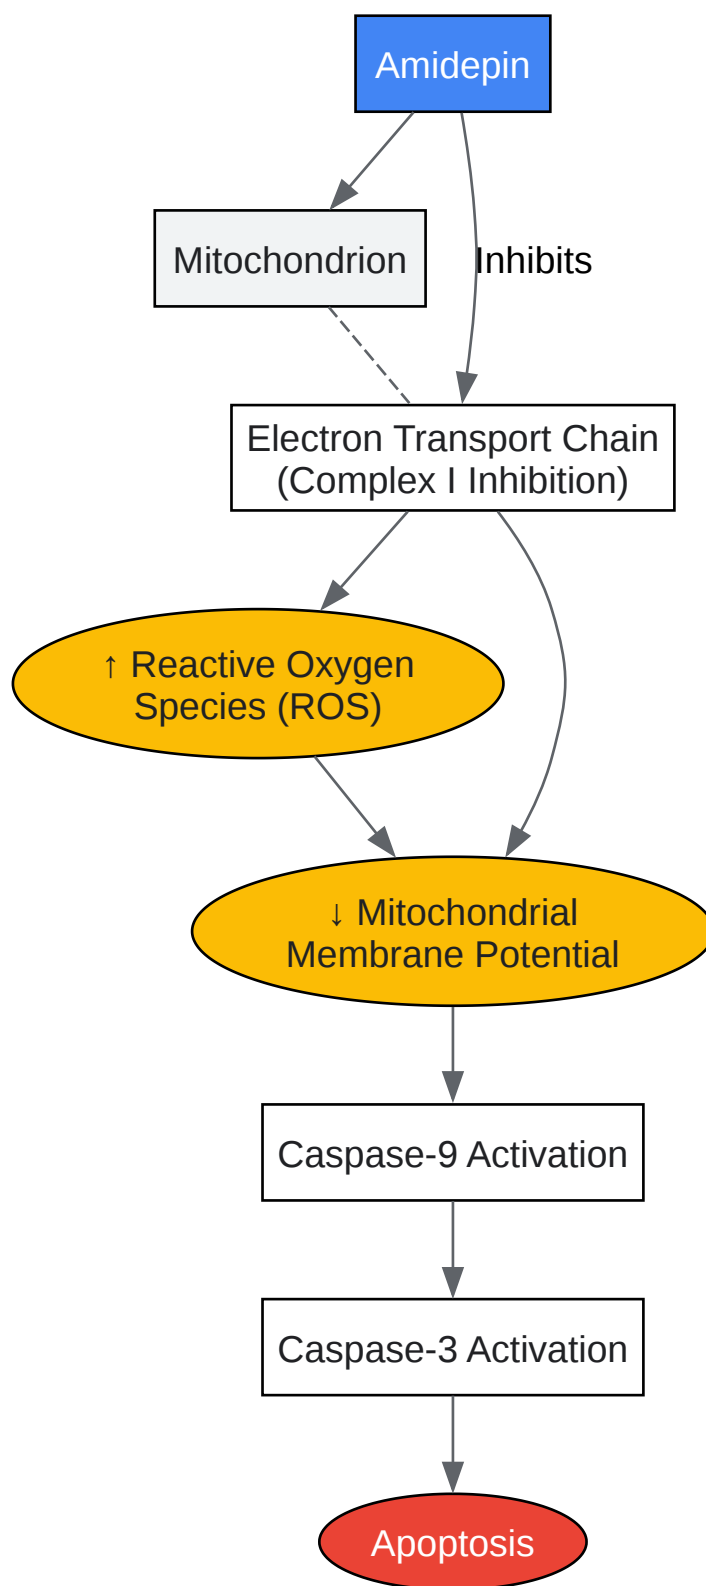 Amidepin
Mitochondrion
Inhibits
Electron Transport Chain
(Complex I Inhibition)
↑ Reactive Oxygen
Species (ROS)
↓ Mitochondrial
Membrane Potential
Caspase-9 Activation
Caspase-3 Activation
Apoptosis